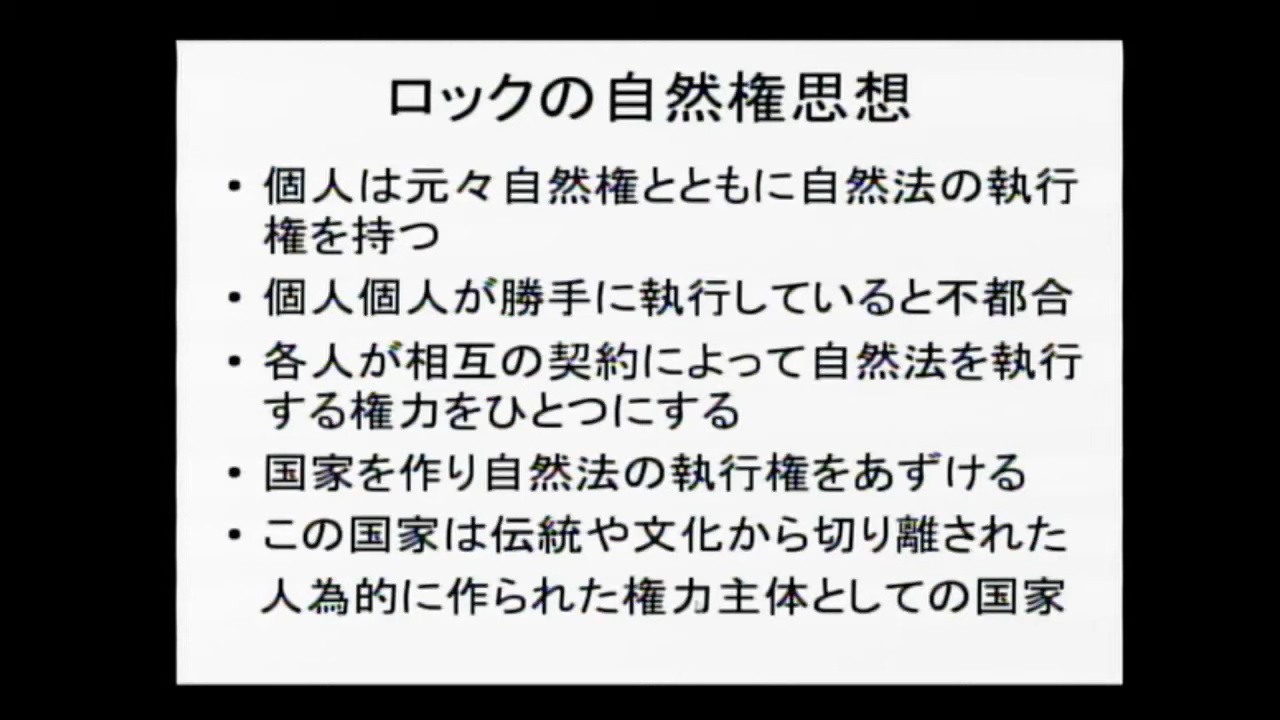 ロックの自然権思想
• 個人は元々自然権とともに自然法の執行
権を持つ
• 個人個人が勝手に執行していると不都合
• 各人が相互の契約によって自然法を執行
する権力をひとつにする
• 国家を作り自然法の執行権をあずける
• この国家は伝統や文化から切り離された
人為的に作られた権力主体としての国家